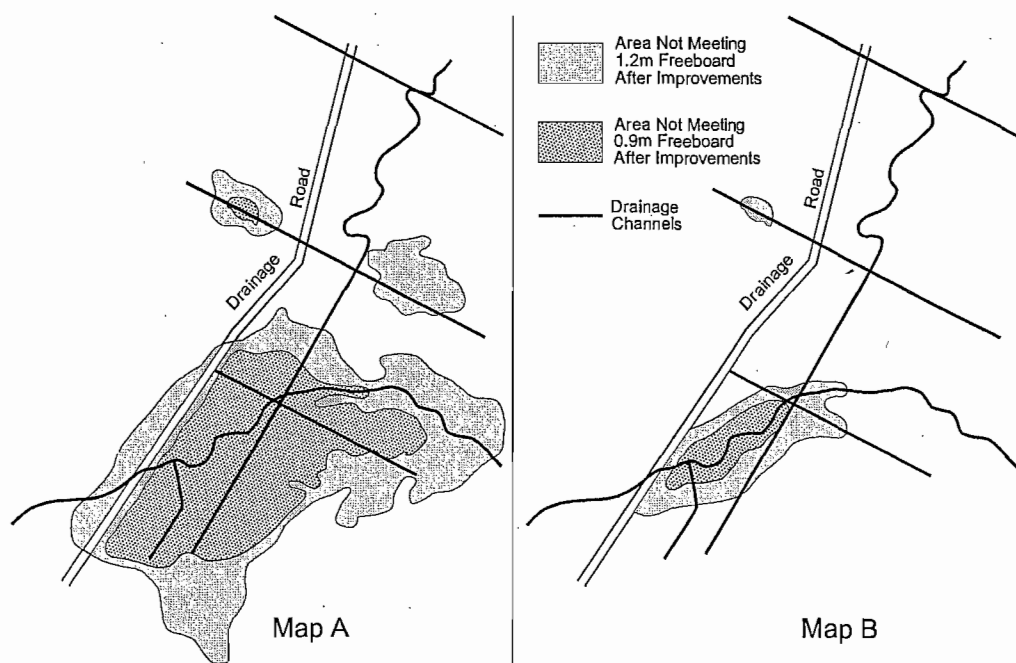 Road
Drainage
Map A
Area Not Meeting
1.2m Freeboard
After Improvements
Area Not Meeting
0.9m Freeboard
After Improvements
Drainage
Channels
Road
Drainage
Map B